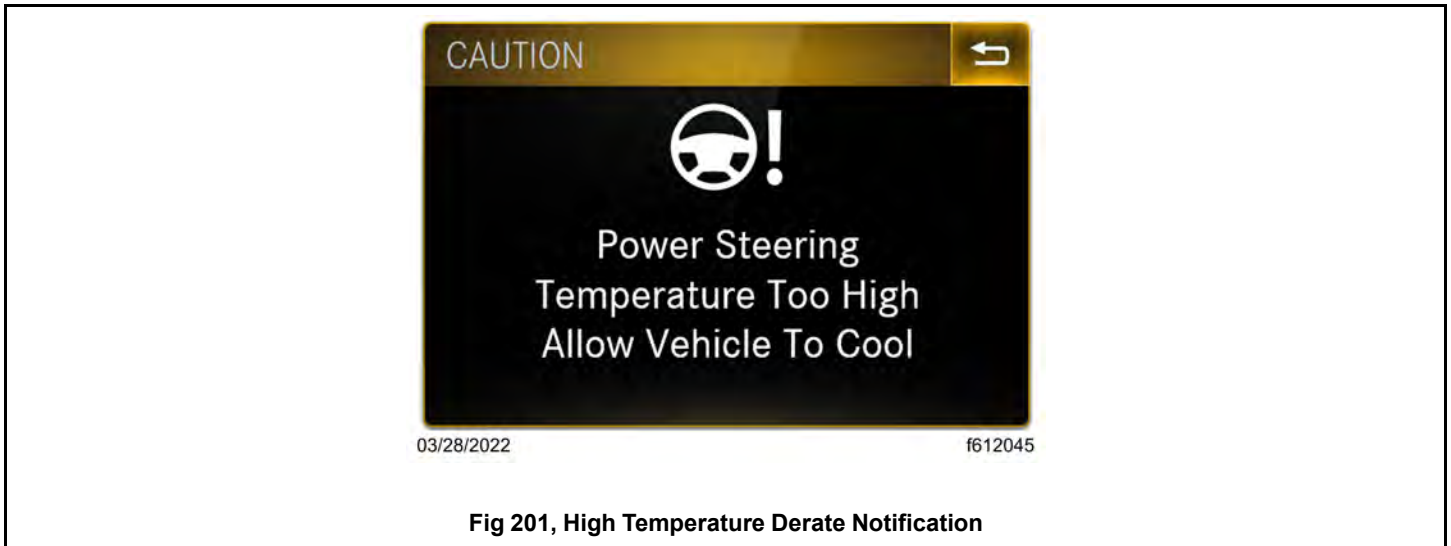 CAUTION
!
Power Steering
Temperature Too High
Allow Vehicle To Cool
03/28/2022 f612045
Fig 201, High Temperature Derate Notification